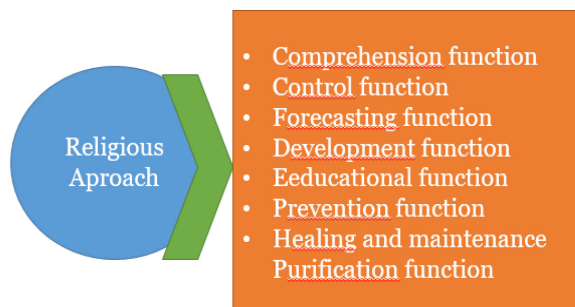 Religious
Aproach
• Comprehension function
• Control function
• Forecasting function
• Development function
• Eeducational function
• Prevention function
• Healing and maintenance
Purification function